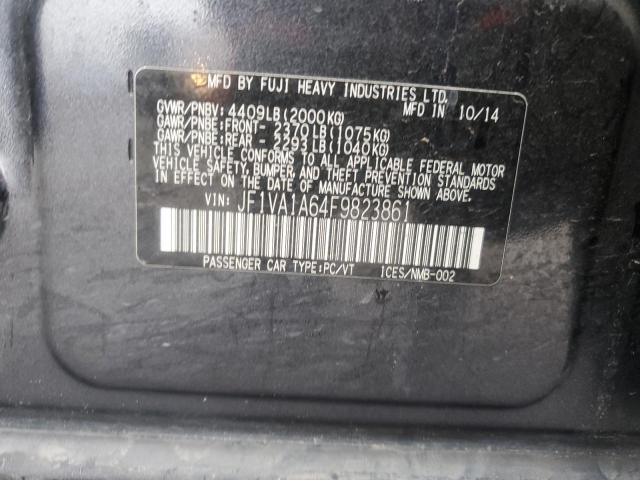 MFD BY FUJI HEAVY INDUSTRIES LTD.
MFD IN 10/14
GVWR/PNBV: 4409LB(2000KG)
GAWR/PNBE:FRONT- 2370LB(1075KG)
GAWR/PNBE:REAR - 2293LB(1040KG)
THIS VEHICLE CONFORMS TO ALL APPLICABLE FEDERAL MOTOR
VEHICLE SAFETY,BUMPER,AND THEFT PREVENTION STANDARDS
IN EFFECT ON THE DATE OF MANUFACTURE SHOWN ABOVE.
VIN: JF1VA1A64F9823861
PASSENGER CAR TYPE:PC/VT ICES/NMB-002